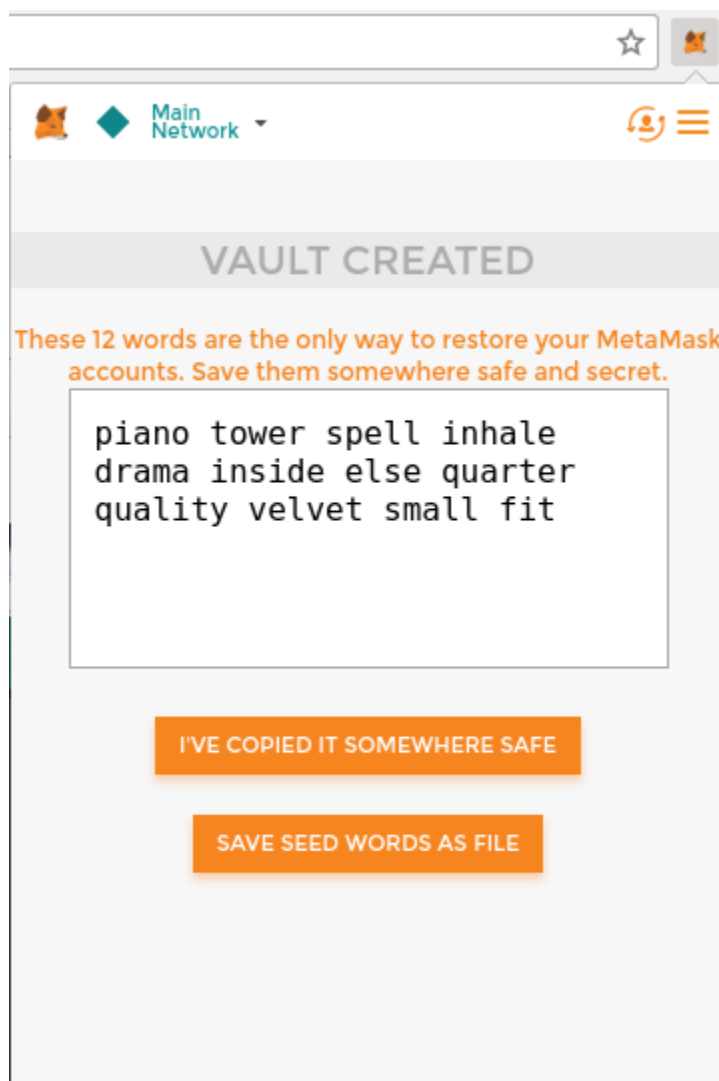 Main
Network
VAULT CREATED
These 12 words are the only way to restore your MetaMask
accounts. Save them somewhere safe and secret.
piano tower spell inhale
drama inside else quarter
quality velvet small fit
I'VE COPIED IT SOMEWHERE SAFE
SAVE SEED WORDS AS FILE